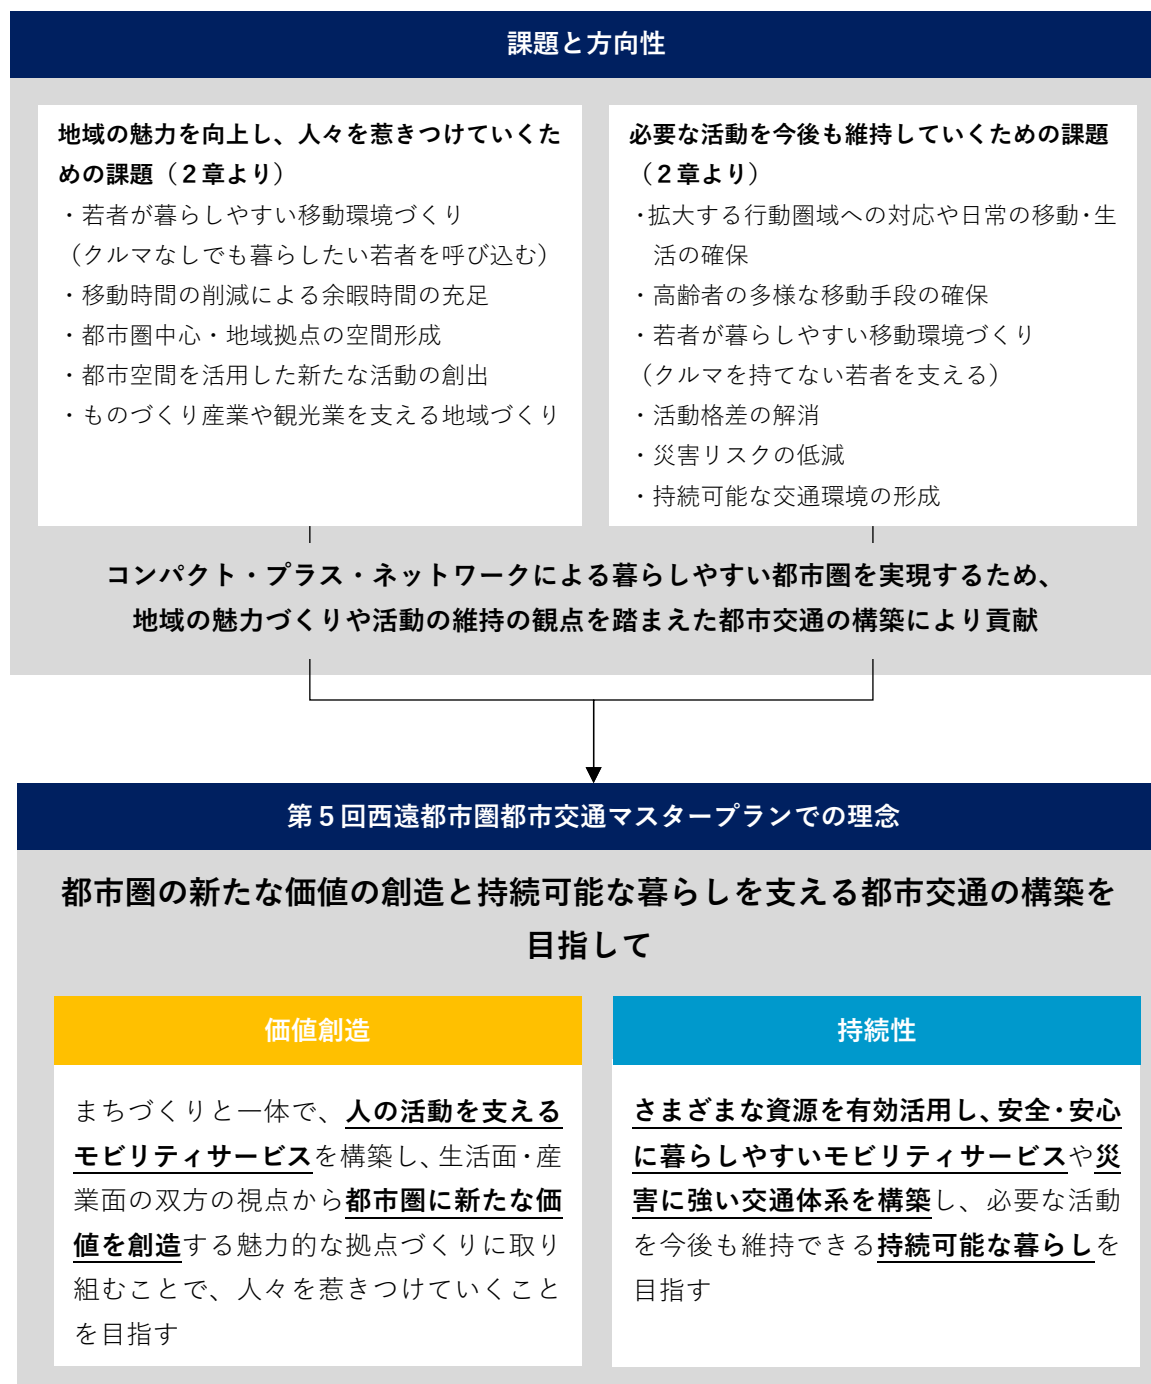 課題と方向性
地域の魅力を向上し、人々を惹きつけていくた
めの課題（２章より）
・若者が暮らしやすい移動環境づくり
（クルマなしでも暮らしたい若者を呼び込む）
・移動時間の削減による余暇時間の充足
・都市圏中心・地域拠点の空間形成
・都市空間を活用した新たな活動の創出
・ものづくり産業や観光業を支える地域づくり
必要な活動を今後も維持していくための課題
（２章より）
・拡大する行動圏域への対応や日常の移動・生
活の確保
・高齢者の多様な移動手段の確保
・若者が暮らしやすい移動環境づくり
（クルマを持てない若者を支える）
・活動格差の解消
・災害リスクの低減
・持続可能な交通環境の形成
コンパクト・プラス・ネットワークによる暮らしやすい都市圏を実現するため、
地域の魅力づくりや活動の維持の観点を踏まえた都市交通の構築により貢献
第５回西遠都市圏都市交通マスタープランでの理念
都市圏の新たな価値の創造と持続可能な暮らしを支える都市交通の構築を
目指して
価値創造
まちづくりと一体で、人の活動を支える
モビリティサービスを構築し、生活面・産
業面の双方の視点から都市圏に新たな価
値を創造する魅力的な拠点づくりに取り
組むことで、人々を惹きつけていくこと
を目指す
持続性
さまざまな資源を有効活用し、安全・安心
に暮らしやすいモビリティサービスや災
害に強い交通体系を構築し、必要な活動
を今後も維持できる持続可能な暮らしを
目指す